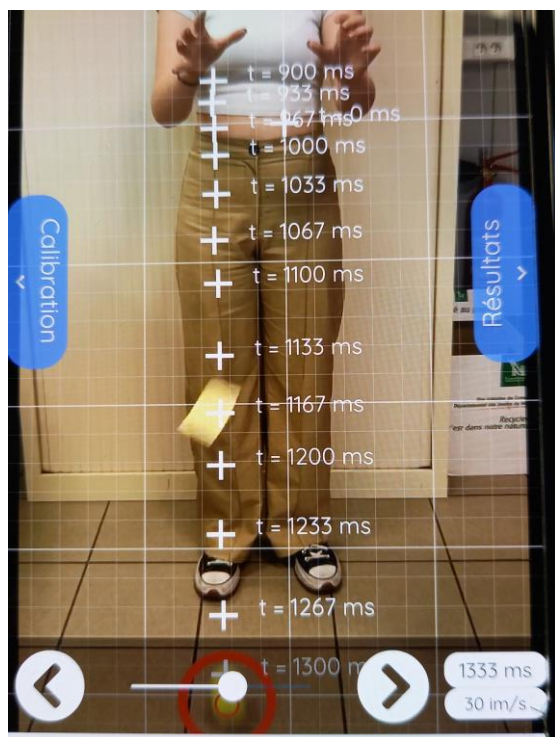 t = 900 ms
t = 933 ms
t = 967 ms
t = 0 ms
t = 1000 ms
t = 1033 ms
t = 1067 ms
t = 1100 ms
Calibration
Résultats
t = 1133 ms
t = 1167 ms
t = 1200 ms
t = 1233 ms
t = 1267 ms
t = 1300 m
1333 ms
30 im/s